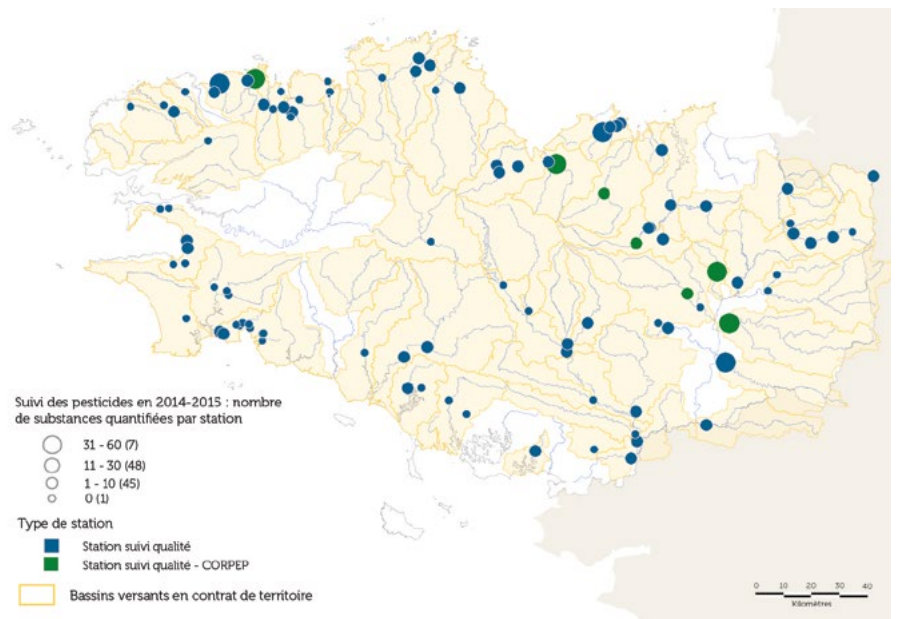 Suivi des pesticides en 2014-2015 : nombre
de substances quantifiées par station
31 - 60 (7)
11 - 30 (48)
1 - 10 (45)
0 (1)
Type de station
Station suivi qualité
Station suivi qualité - CORPEP
Bassins versants en contrat de territoire
0 10 20 30 40
Kilomètres